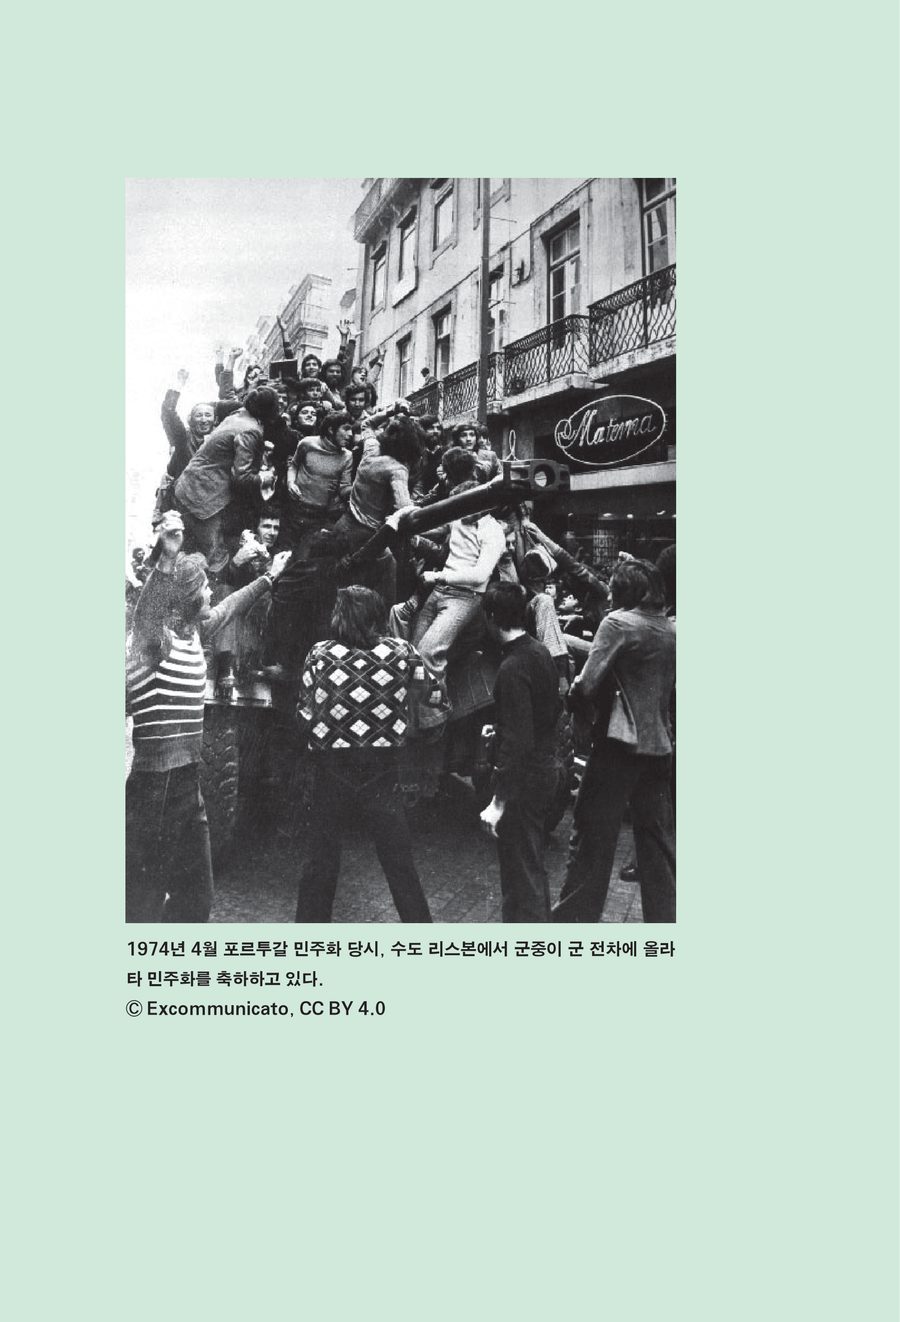 Materna
1974년 4월 포르투갈 민주화 당시, 수도 리스본에서 군중이 군 전차에 올라
타 민주화를 축하하고 있다.
© Excommunicato, CC BY 4.0